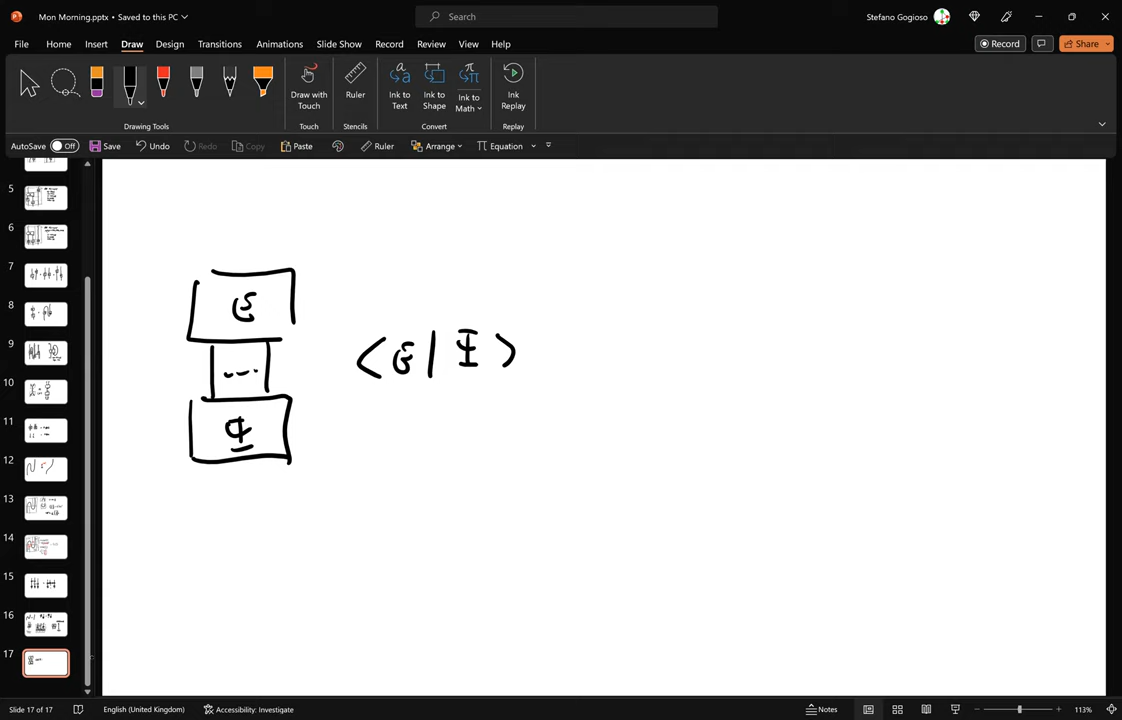 Mon Morning.pptx • Saved to this PC
Search
Stefano Gogioso
File Home Insert Draw Design Transitions Animations Slide Show Record Review View Help
Record
Share
Draw with Touch
Ruler
Ink to Text
Ink to Shape
Ink to Math
Ink Replay
Drawing Tools
Touch
Stencils
Convert
Replay
AutoSave Off Save Undo Redo Copy Paste Ruler Arrange Equation
5
6
7
8
9
10
11
12
13
14
15
16
17
...
Slide 17 of 17 English (United Kingdom) Accessibility: Investigate Notes 113%